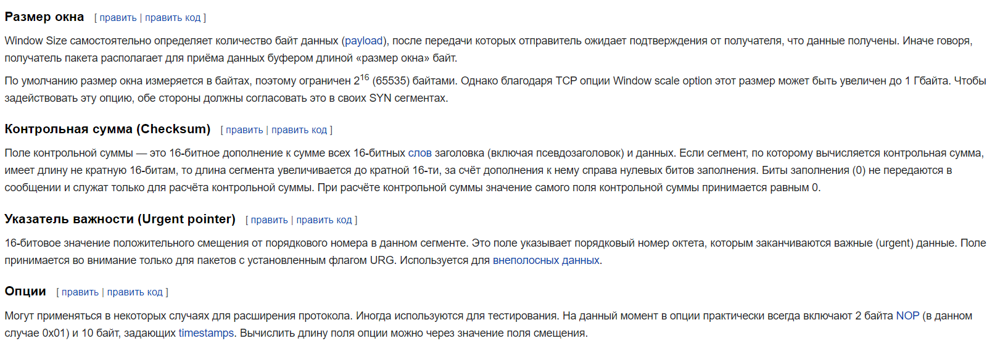 Размер окна [ править | править код ]
Window Size самостоятельно определяет количество байт данных (payload), после передачи которых отправитель ожидает подтверждения от получателя, что данные получены. Иначе говоря,
получатель пакета располагает для приёма данных буфером длиной «размер окна» байт.
По умолчанию размер окна измеряется в байтах, поэтому ограничен 2¹⁶ (65535) байтами. Однако благодаря TCP опции Window scale option этот размер может быть увеличен до 1 Гбайта. Чтобы
задействовать эту опцию, обе стороны должны согласовать это в своих SYN сегментах.
Контрольная сумма (Checksum) [ править | править код ]
Поле контрольной суммы — это 16-битное дополнение к сумме всех 16-битных слов заголовка (включая псевдозаголовок) и данных. Если сегмент, по которому вычисляется контрольная сумма,
имеет длину не кратную 16-битам, то длина сегмента увеличивается до кратной 16-ти, за счёт дополнения к нему справа нулевых битов заполнения. Биты заполнения (0) не передаются в
сообщении и служат только для расчёта контрольной суммы. При расчёте контрольной суммы значение самого поля контрольной суммы принимается равным 0.
Указатель важности (Urgent pointer) [ править | править код ]
16-битовое значение положительного смещения от порядкового номера в данном сегменте. Это поле указывает порядковый номер октета, которым заканчиваются важные (urgent) данные. Поле
принимается во внимание только для пакетов с установленным флагом URG. Используется для внеполосных данных.
Опции [ править | править код ]
Могут применяться в некоторых случаях для расширения протокола. Иногда используются для тестирования. На данный момент в опции практически всегда включают 2 байта NOP (в данном
случае 0x01) и 10 байт, задающих timestamps. Вычислить длину поля опции можно через значение поля смещения.